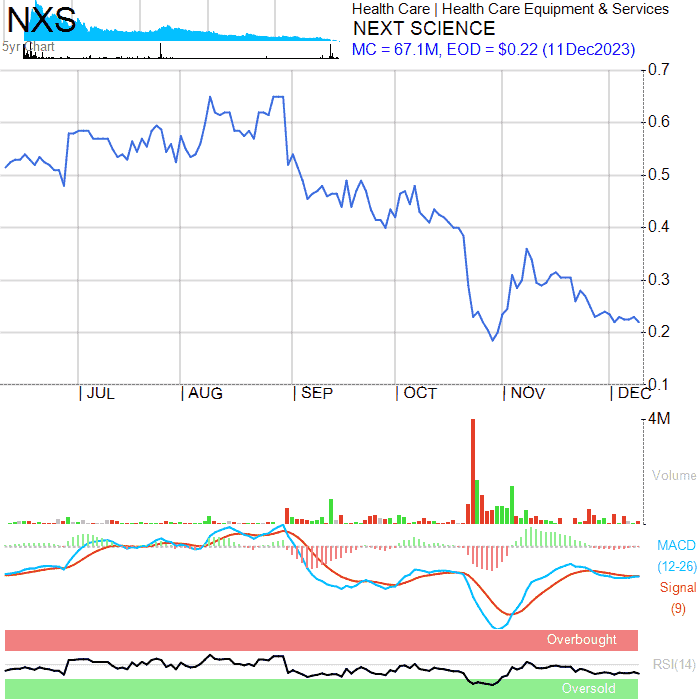 NXS
5yr Chart
Health Care | Health Care Equipment & Services
NEXT SCIENCE
MC = 67.1M, EOD = $0.22 (11Dec2023)
0.7
0.6
0.5
0.4
0.3
0.2
0.1
JUL AUG SEP OCT NOV DEC
4M
Volume
MACD
(12-26)
Signal
(9)
Overbought
RSI(14)
Oversold